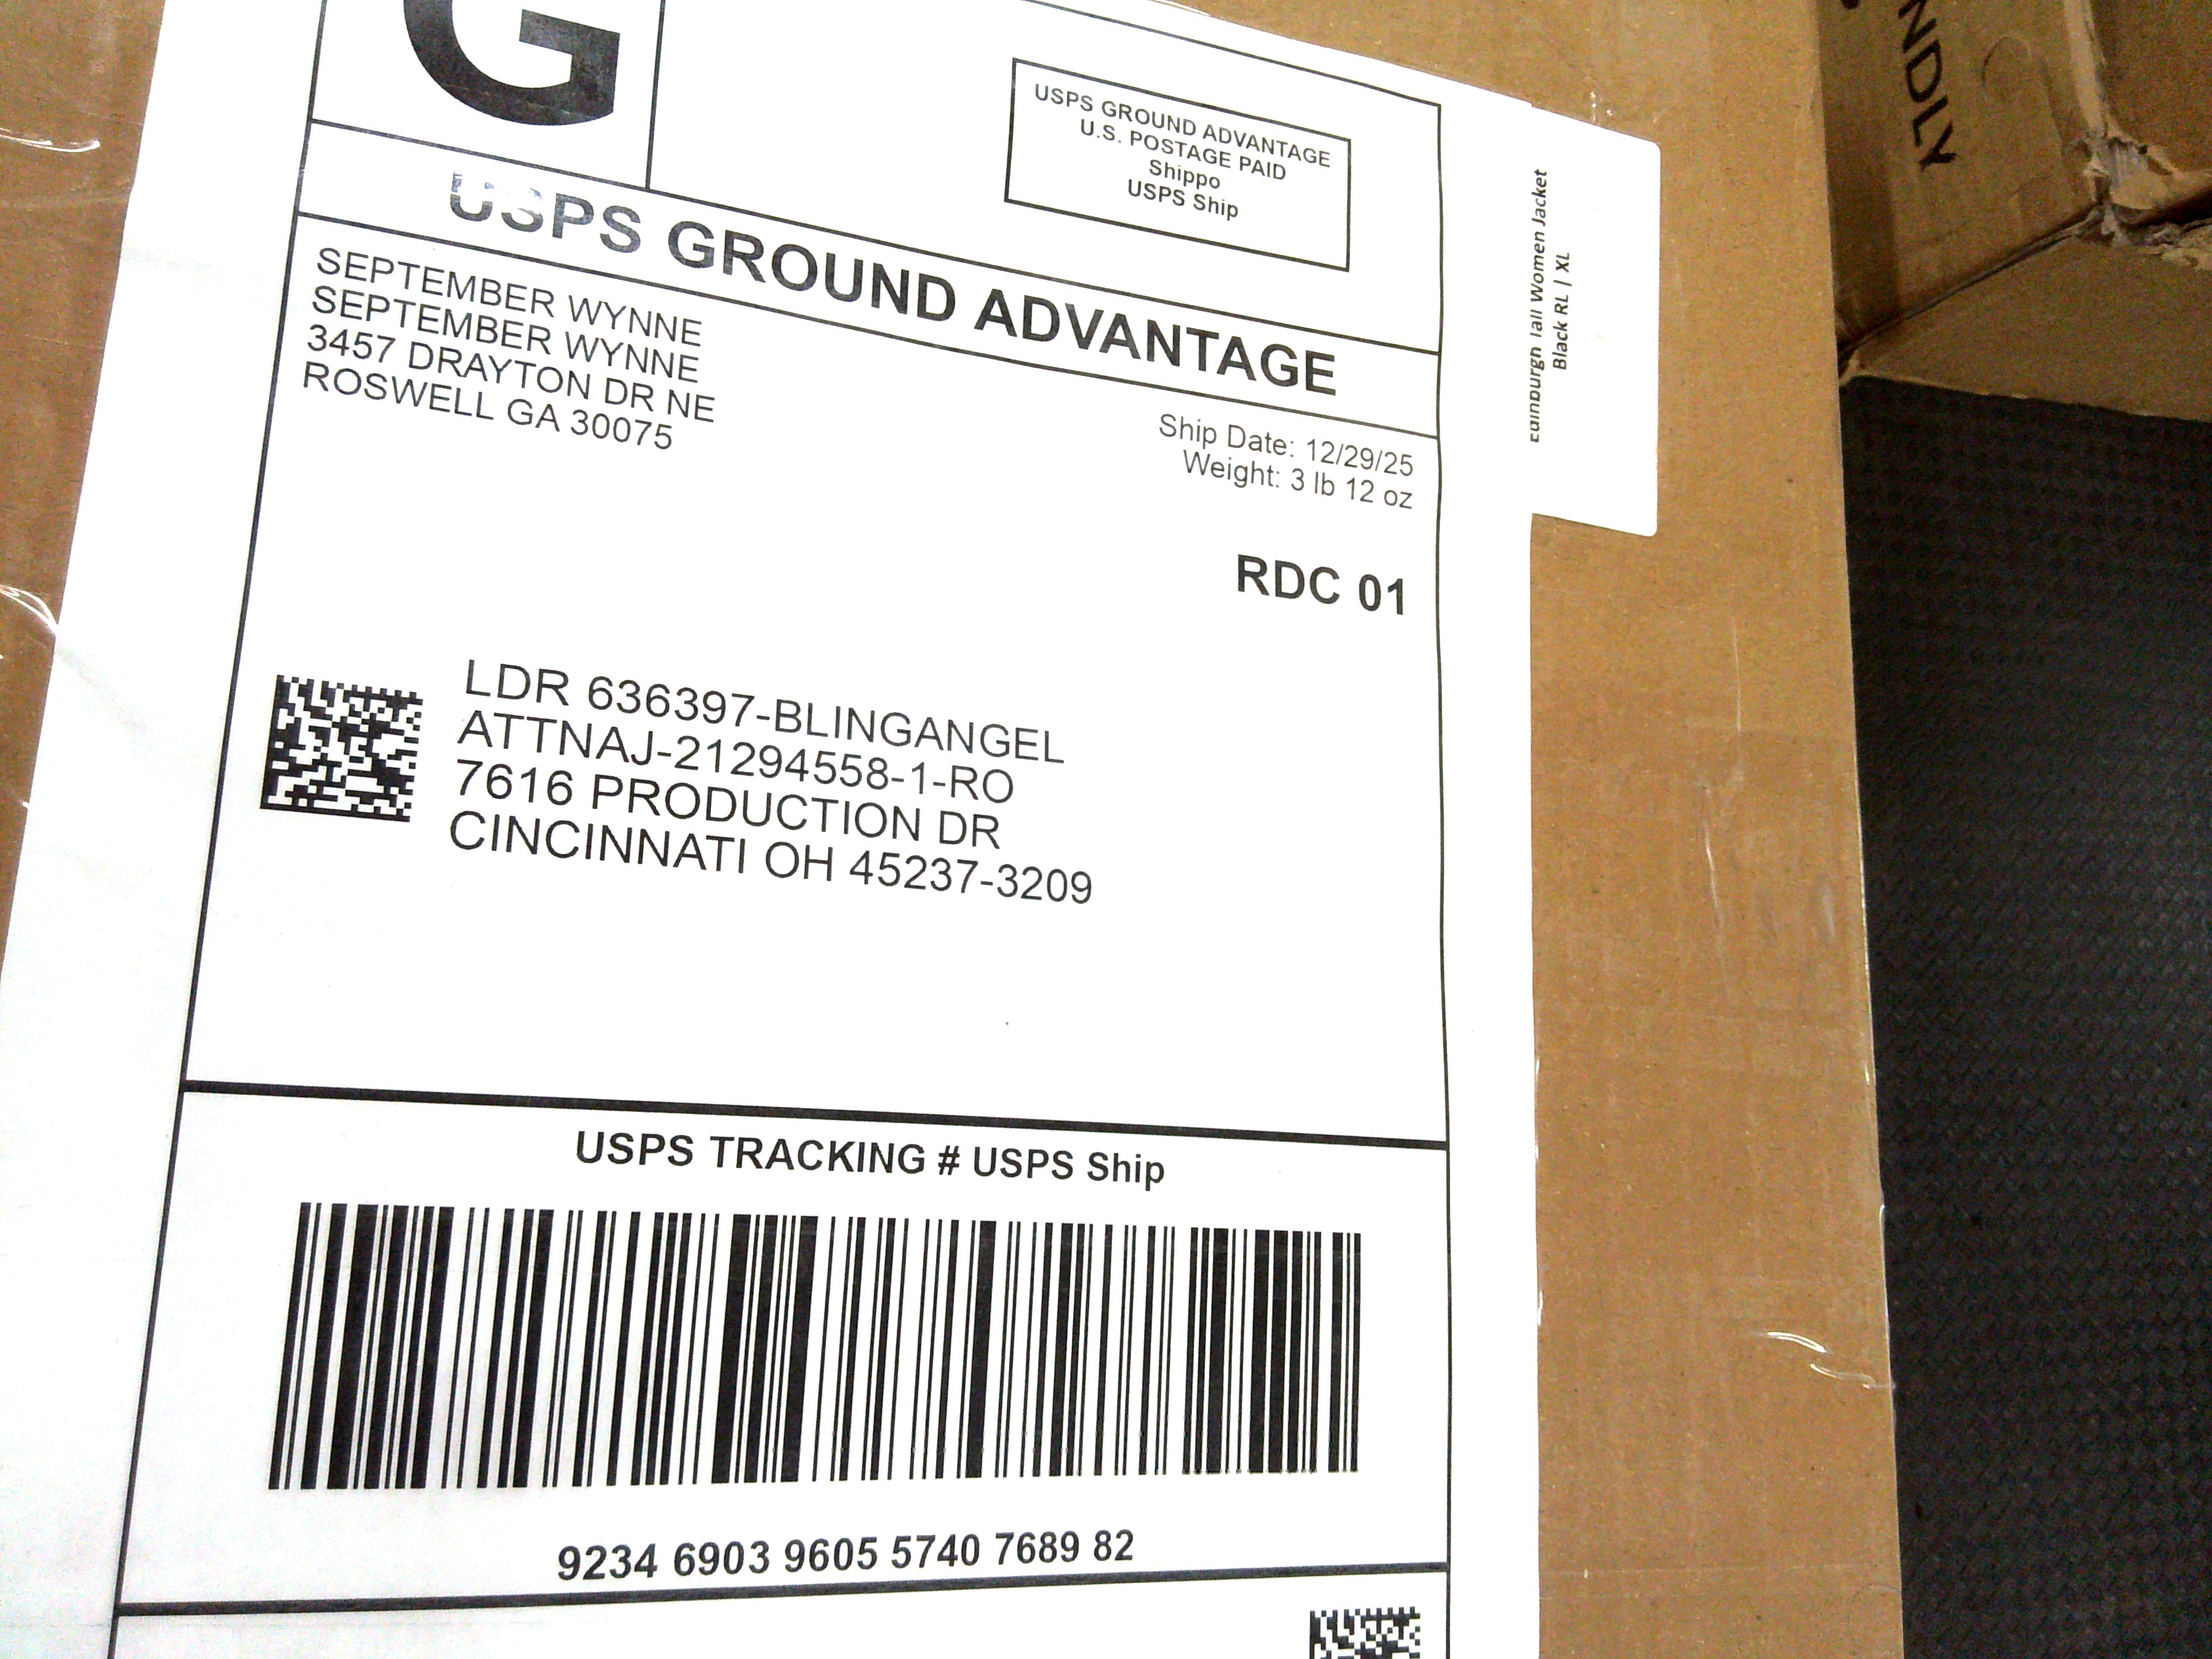 G
USPS GROUND ADVANTAGE
U.S. POSTAGE PAID
Shippo
USPS Ship
USPS GROUND ADVANTAGE
SEPTEMBER WYNNE
SEPTEMBER WYNNE
3457 DRAYTON DR NE
ROSWELL GA 30075
Ship Date: 12/29/25
Weight: 3 lb 12 oz
RDC 01
LDR 636397-BLINGANGEL
ATTNAJ-21294558-1-RO
7616 PRODUCTION DR
CINCINNATI OH 45237-3209
USPS TRACKING # USPS Ship
9234 6903 9605 5740 7689 82
Women Jacket
Black RL | XL
NDLY